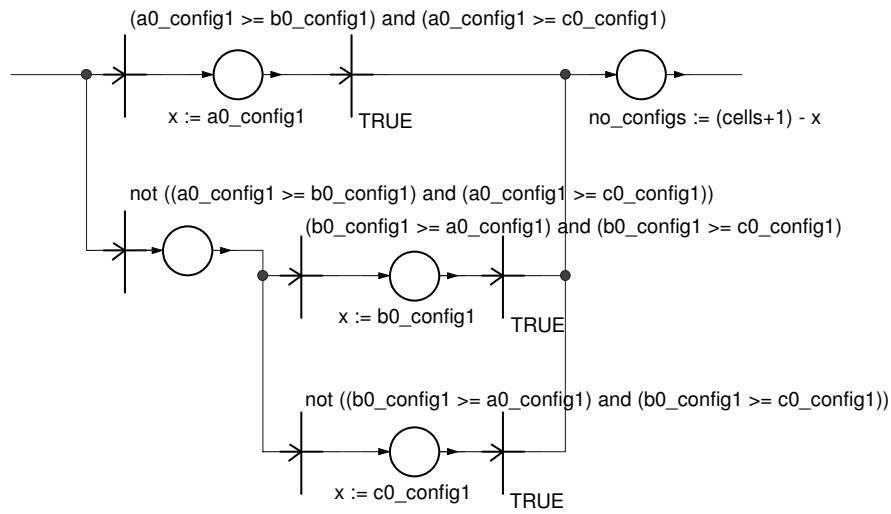 (a0_config1 >= b0_config1) and (a0_config1 >= c0_config1)
x := a0_config1
TRUE
no_configs := (cells+1) - x
not ((a0_config1 >= b0_config1) and (a0_config1 >= c0_config1))
(b0_config1 >= a0_config1) and (b0_config1 >= c0_config1)
x := b0_config1
TRUE
not ((b0_config1 >= a0_config1) and (b0_config1 >= c0_config1))
x := c0_config1
TRUE